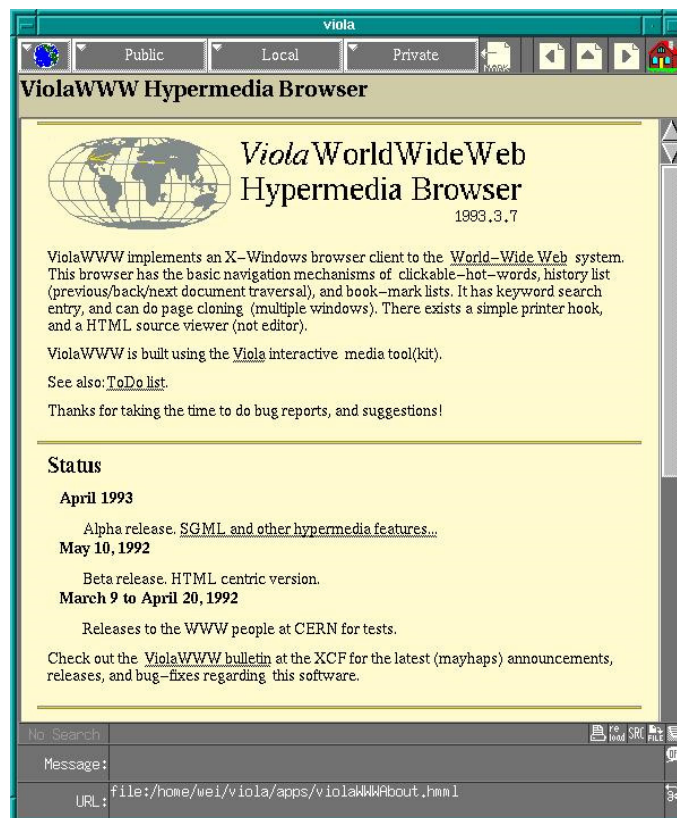 viola
Public Local Private MARK
ViolaWWW Hypermedia Browser
Viola WorldWideWeb
Hypermedia Browser
1993.3.7
ViolaWWW implements an X-Windows browser client to the World-Wide Web system.
This browser has the basic navigation mechanisms of clickable-hot-words, history list
(previous/back/next document traversal), and book-mark lists. It has keyword search
entry, and can do page cloning (multiple windows). There exists a simple printer hook,
and a HTML source viewer (not editor).
ViolaWWW is built using the Viola interactive media tool(kit).
See also: ToDo list.
Thanks for taking the time to do bug reports, and suggestions!
Status
April 1993
Alpha release. SGML and other hypermedia features...
May 10, 1992
Beta release. HTML centric version.
March 9 to April 20, 1992
Releases to the WWW people at CERN for tests.
Check out the ViolaWWW bulletin at the XCF for the latest (mayhaps) announcements,
releases, and bug-fixes regarding this software.
No Search re load SRC FILE
Message:
URL: file:/home/wei/viola/apps/violaWWWAbout.hmml